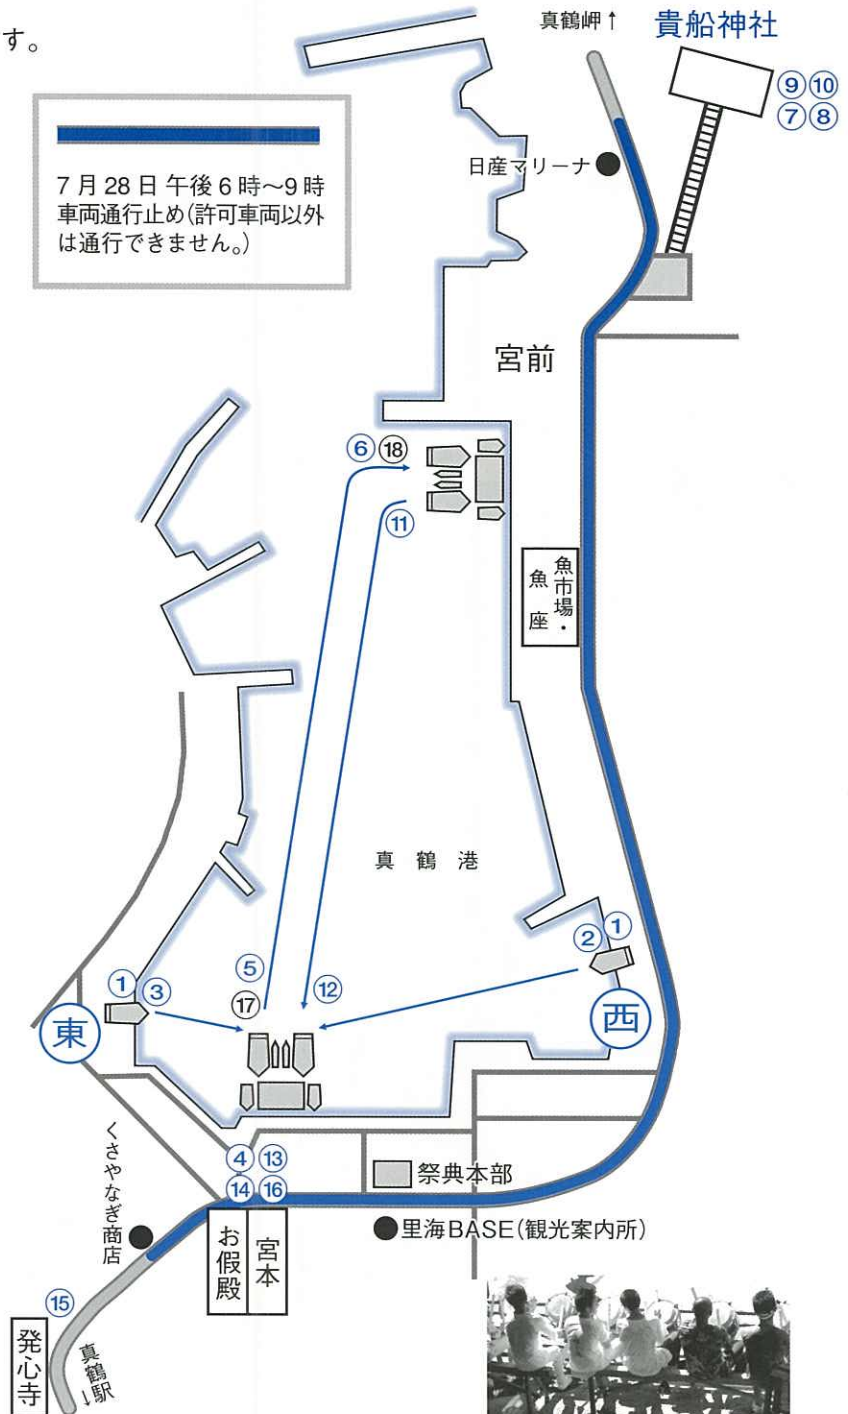 す。
真鶴岬↑
貴船神社
⑨⑩
⑦⑧
7月28日 午後6時～9時
車両通行止め(許可車両以外
は通行できません。)
日産マリーナ
宮前
⑥⑱
⑪
魚市場・
魚座
真鶴港
①
②
西
⑤
⑰
⑫
①
③
東
くさやなぎ
商店
④⑬
⑭⑯
祭典本部
里海BASE(観光案内所)
お假殿
宮本
⑮
発心寺
真鶴駅
↓